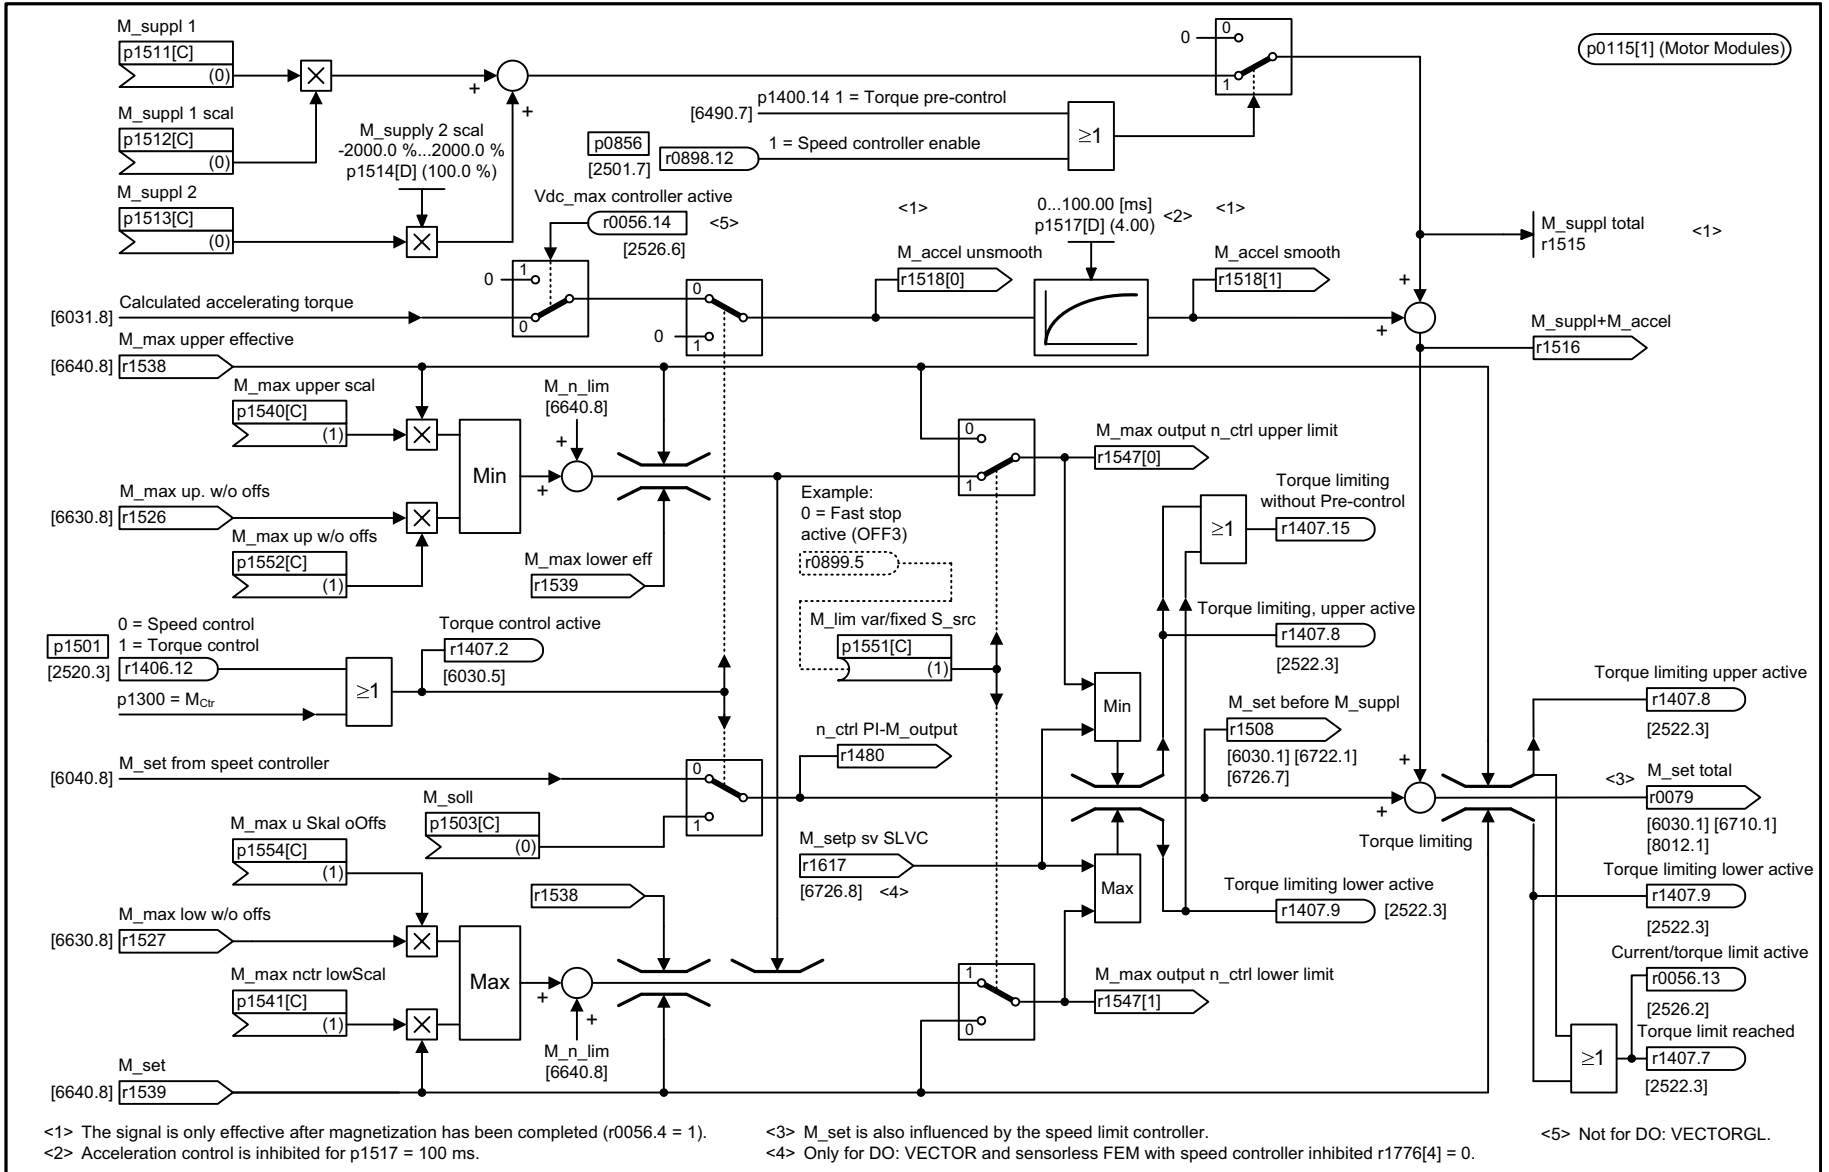 M_suppl 1
p1511[C]
(0)
M_suppl 1 scal
p1512[C]
(0)
M_suppl 2
p1513[C]
(0)
M_supply 2 scal
-2000.0 %...2000.0 %
p1514[D] (100.0 %)
+
+
p1400.14 1 = Torque pre-control
[6490.7]
p0856
[2501.7]
r0898.12
1 = Speed controller enable
≥1
0
0
1
p0115[1] (Motor Modules)
Vdc_max controller active
r0056.14
<5>
[2526.6]
0
1
0
0
0
1
<1>
M_accel unsmooth
r1518[0]
0...100.00 [ms]
p1517[D] (4.00)
<2>
<1>
M_accel smooth
r1518[1]
M_suppl total
r1515
<1>
+
+
M_suppl+M_accel
r1516
[6031.8]
Calculated accelerating torque
M_max upper effective
[6640.8]
r1538
M_max upper scal
p1540[C]
(1)
M_max up. w/o offs
[6630.8]
r1526
M_max up w/o offs
p1552[C]
(1)
Min
M_n_lim
[6640.8]
+
+
M_max lower eff
r1539
0
1
M_max output n_ctrl upper limit
r1547[0]
Example:
0 = Fast stop
active (OFF3)
r0899.5
M_lim var/fixed S_src
p1551[C]
(1)
Torque limiting
without Pre-control
≥1
r1407.15
Torque limiting, upper active
r1407.8
[2522.3]
0 = Speed control
1 = Torque control
p1501
[2520.3]
r1406.12
p1300 = MCtr
≥1
Torque control active
r1407.2
[6030.5]
Min
M_set before M_suppl
r1508
[6030.1] [6722.1]
[6726.7]
Torque limiting upper active
r1407.8
[2522.3]
n_ctrl PI-M_output
r1480
[6040.8]
M_set from speet controller
0
1
M_soll
p1503[C]
(0)
+
+
<3>
M_set total
r0079
[6030.1] [6710.1]
[8012.1]
Torque limiting
M_setp sv SLVC
r1617
[6726.8]
<4>
Max
Torque limiting lower active
r1407.9
[2522.3]
Torque limiting lower active
r1407.9
[2522.3]
M_max u Skal oOffs
p1554[C]
(1)
M_max low w/o offs
[6630.8]
r1527
M_max nctr lowScal
p1541[C]
(1)
Max
r1538
+
+
M_n_lim
[6640.8]
1
0
M_max output n_ctrl lower limit
r1547[1]
Current/torque limit active
r0056.13
[2526.2]
Torque limit reached
≥1
r1407.7
[2522.3]
M_set
[6640.8]
r1539
<1> The signal is only effective after magnetization has been completed (r0056.4 = 1).
<2> Acceleration control is inhibited for p1517 = 100 ms.
<3> M_set is also influenced by the speed limit controller.
<4> Only for DO: VECTOR and sensorless FEM with speed controller inhibited r1776[4] = 0.
<5> Not for DO: VECTORGL.